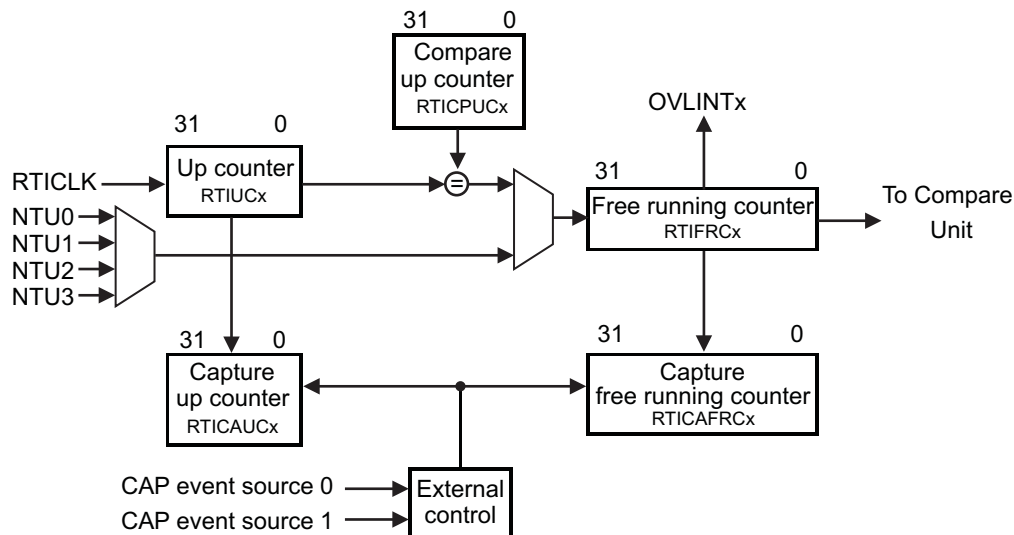 31 0
Compare
up counter
RTICPUCx
OVLINTx
31 0
Up counter
RTIUCx
RTICLK
NTU0
NTU1
NTU2
NTU3
=
31 0
Free running counter
RTIFRCx
To Compare
Unit
31 0
Capture
up counter
RTICAUCx
31 0
Capture
free running counter
RTICAFRCx
CAP event source 0
CAP event source 1
External
control